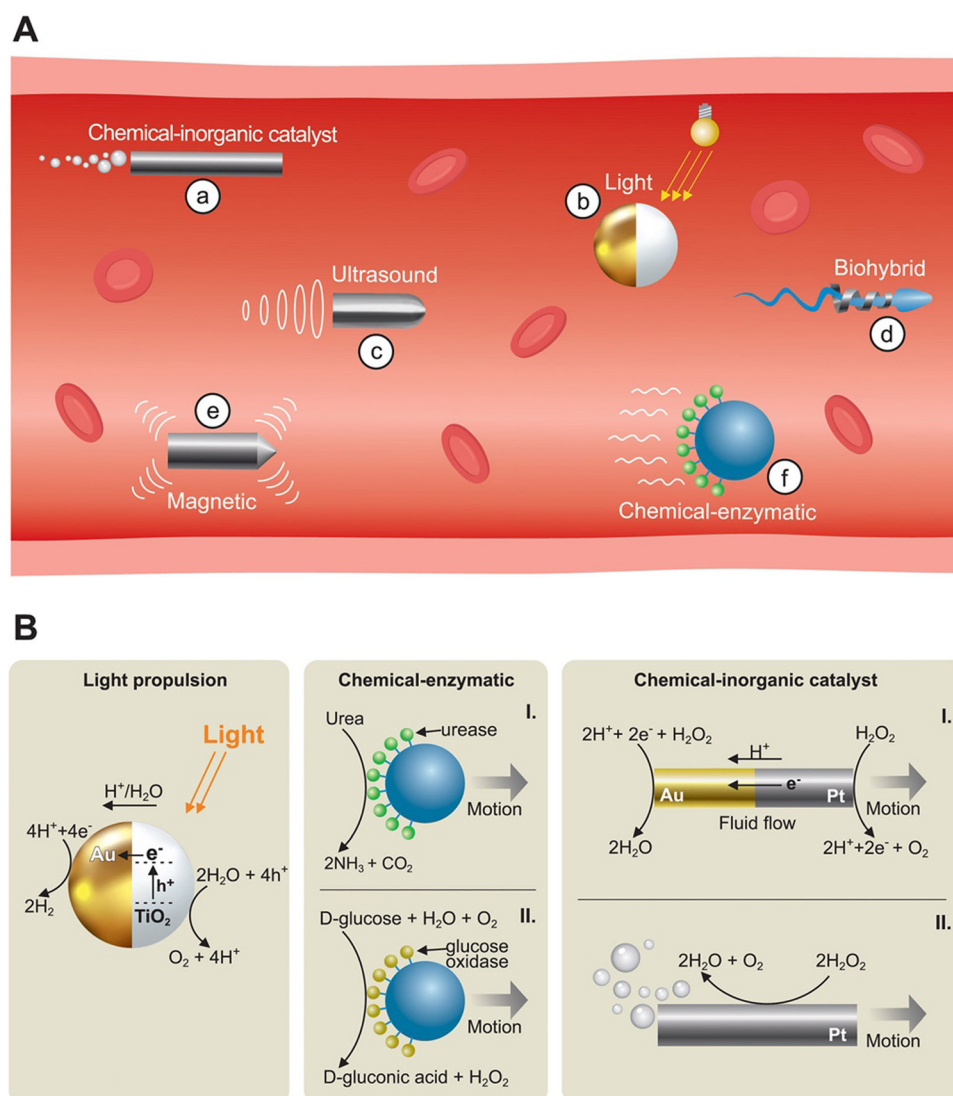 A
Chemical-inorganic catalyst
a
Light
b
Ultrasound
c
Biohybrid
d
e
Magnetic
f
Chemical-enzymatic
B
Light propulsion
Light
H⁺/H₂O
4H⁺+4e⁻
Au
e⁻
h⁺
TiO₂
2H₂
2H₂O + 4h⁺
O₂ + 4H⁺
Chemical-enzymatic
I.
Urea
urease
Motion
2NH₃ + CO₂
II.
D-glucose + H₂O + O₂
glucose
oxidase
Motion
D-gluconic acid + H₂O₂
Chemical-inorganic catalyst
I.
2H⁺+ 2e⁻ + H₂O₂
H⁺
H₂O₂
e⁻
Au
Pt
Motion
Fluid flow
2H₂O
2H⁺+2e⁻ + O₂
II.
2H₂O + O₂
2H₂O₂
Pt
Motion